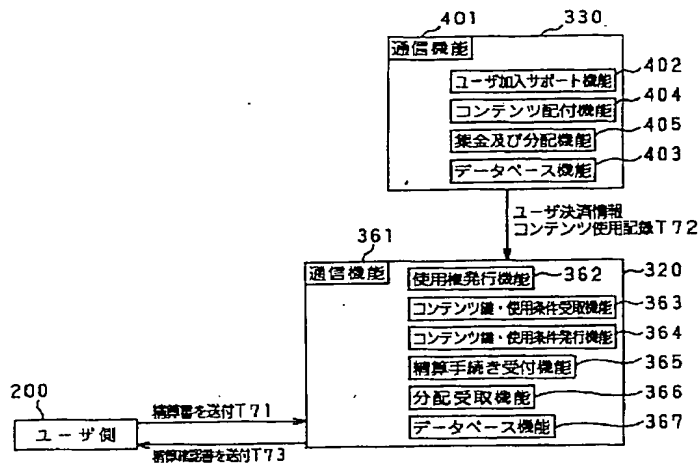 401
330
通信機能
402
ユーザ加入サポート機能
404
コンテンツ配付機能
405
集金及び分配機能
403
データベース機能
ユーザ決済情報
コンテンツ使用記録T72
361
通信機能
使用権発行機能
362
320
コンテンツ鍵・使用条件受取機能
363
コンテンツ鍵・使用条件発行機能
364
精算手続き受付機能
365
分配受取機能
366
データベース機能
367
200
ユーザ側
精算書を送付T71
精算確認書を送付T73